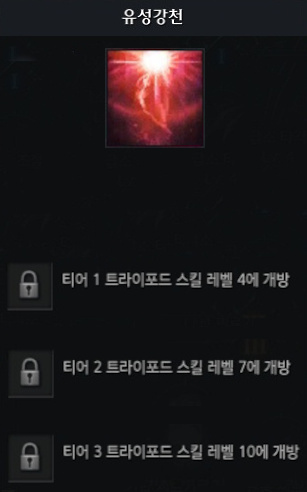 유성강천
티어 1 트라이포드 스킬 레벨 4에 개방
티어 2 트라이포드 스킬 레벨 7에 개방
티어 3 트라이포드 스킬 레벨 10에 개방